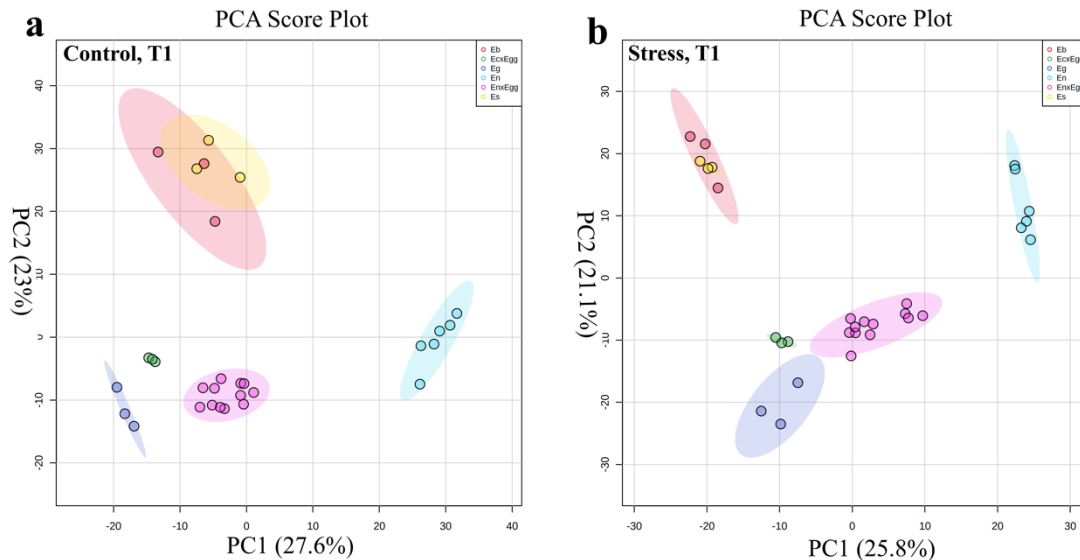 a
PCA Score Plot
Control, T1
Eb
EcxEgg
Eg
En
EnxEgg
Es
PC2 (23%)
40
30
20
10
0
-10
-20
-20
-10
0
10
20
30
40
PC1 (27.6%)
b
PCA Score Plot
Stress, T1
Eb
EcxEgg
Eg
En
EnxEgg
Es
PC2 (21.1%)
30
20
10
0
-10
-20
-30
-30
-20
-10
0
10
20
30
PC1 (25.8%)